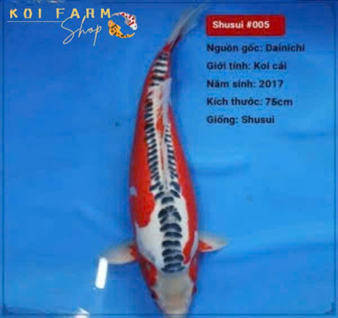 KOI FARM
Shop
Shusui #005
Nguồn gốc: Dainichi
Giới tính: Koi cái
Năm sinh: 2017
Kích thước: 75cm
Giống: Shusui